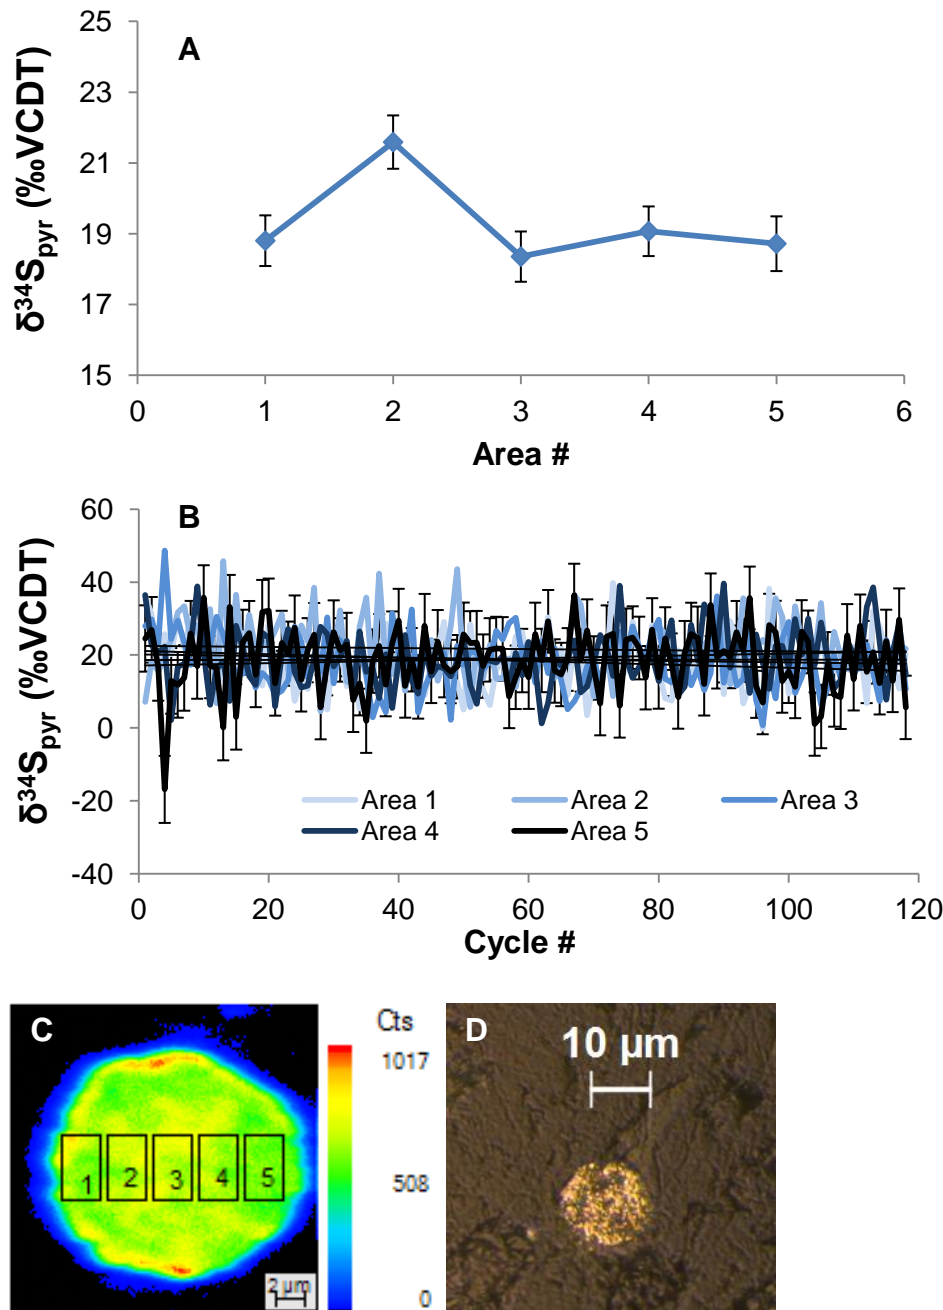 A
δ³⁴Spyr (‰VCDT)
25
23
21
19
17
15
0 1 2 3 4 5 6
Area #
B
δ³⁴Spyr (‰VCDT)
60
40
20
0
-20
-40
Area 1 Area 2 Area 3
Area 4 Area 5
0 20 40 60 80 100 120
Cycle #
C
1 2 3 4 5
2 µm
Cts
1017
508
0
D
10 µm